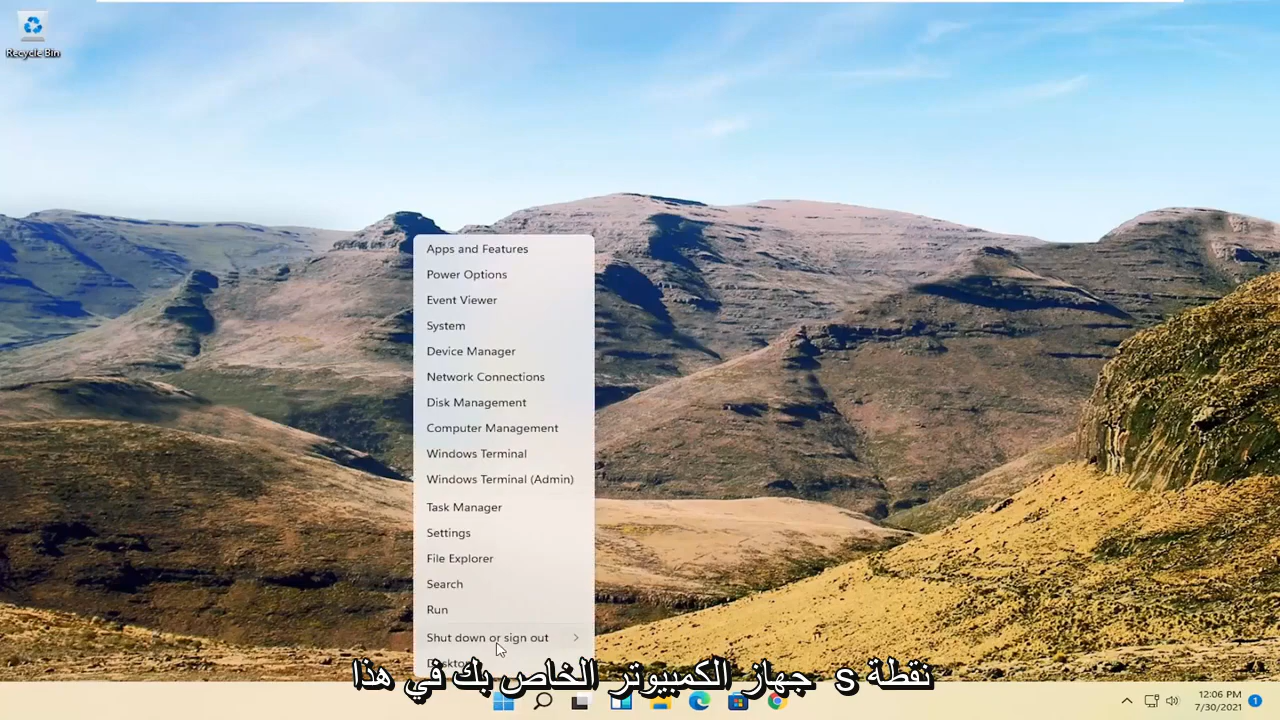 Recycle Bin
Apps and Features
Power Options
Event Viewer
System
Device Manager
Network Connections
Disk Management
Computer Management
Windows Terminal
Windows Terminal (Admin)
Task Manager
Settings
File Explorer
Search
Run
Shut down or sign out
Desktop
نقطة s جهاز الكمبيوتر الخاص بك في هذا
12:06 PM
7/30/2021
1